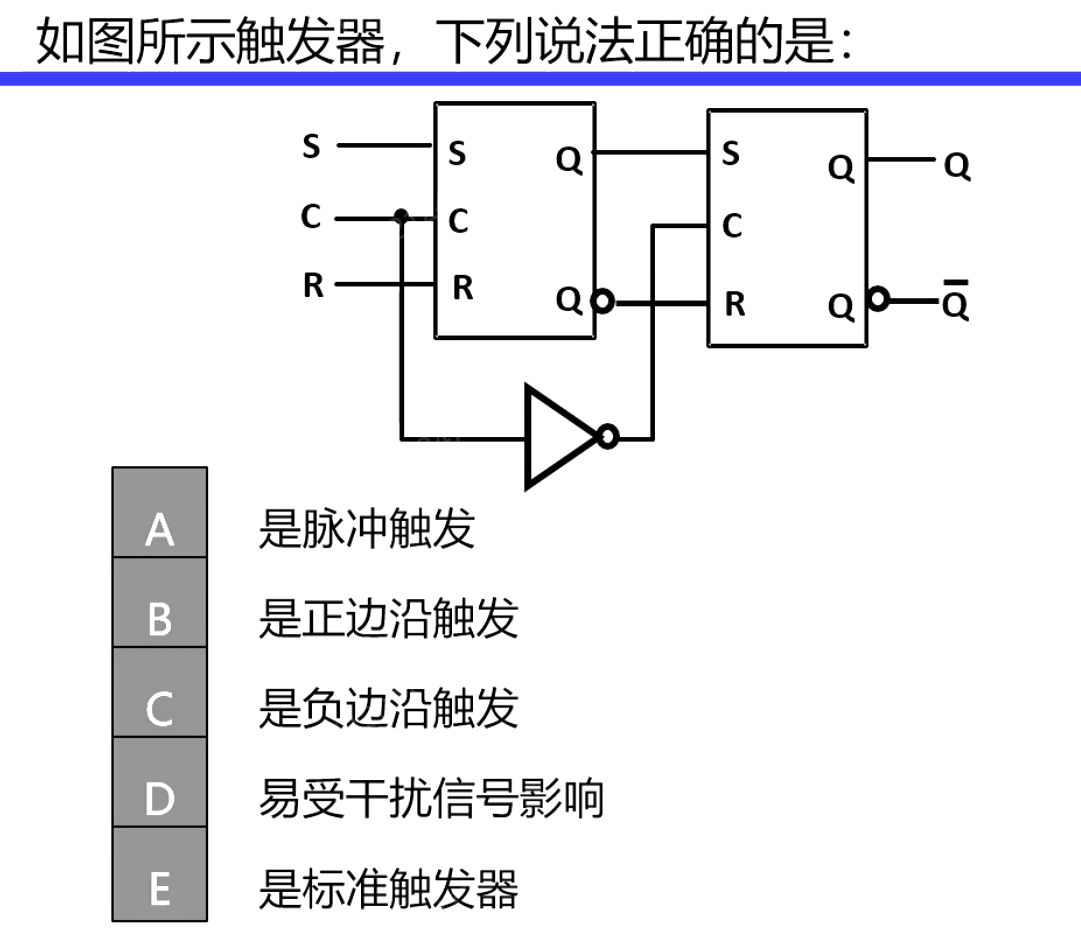 如图所示触发器，下列说法正确的是：
S S Q S Q Q
C C C
R R Q R Q Q̅
A 是脉冲触发
B 是正边沿触发
C 是负边沿触发
D 易受干扰信号影响
E 是标准触发器